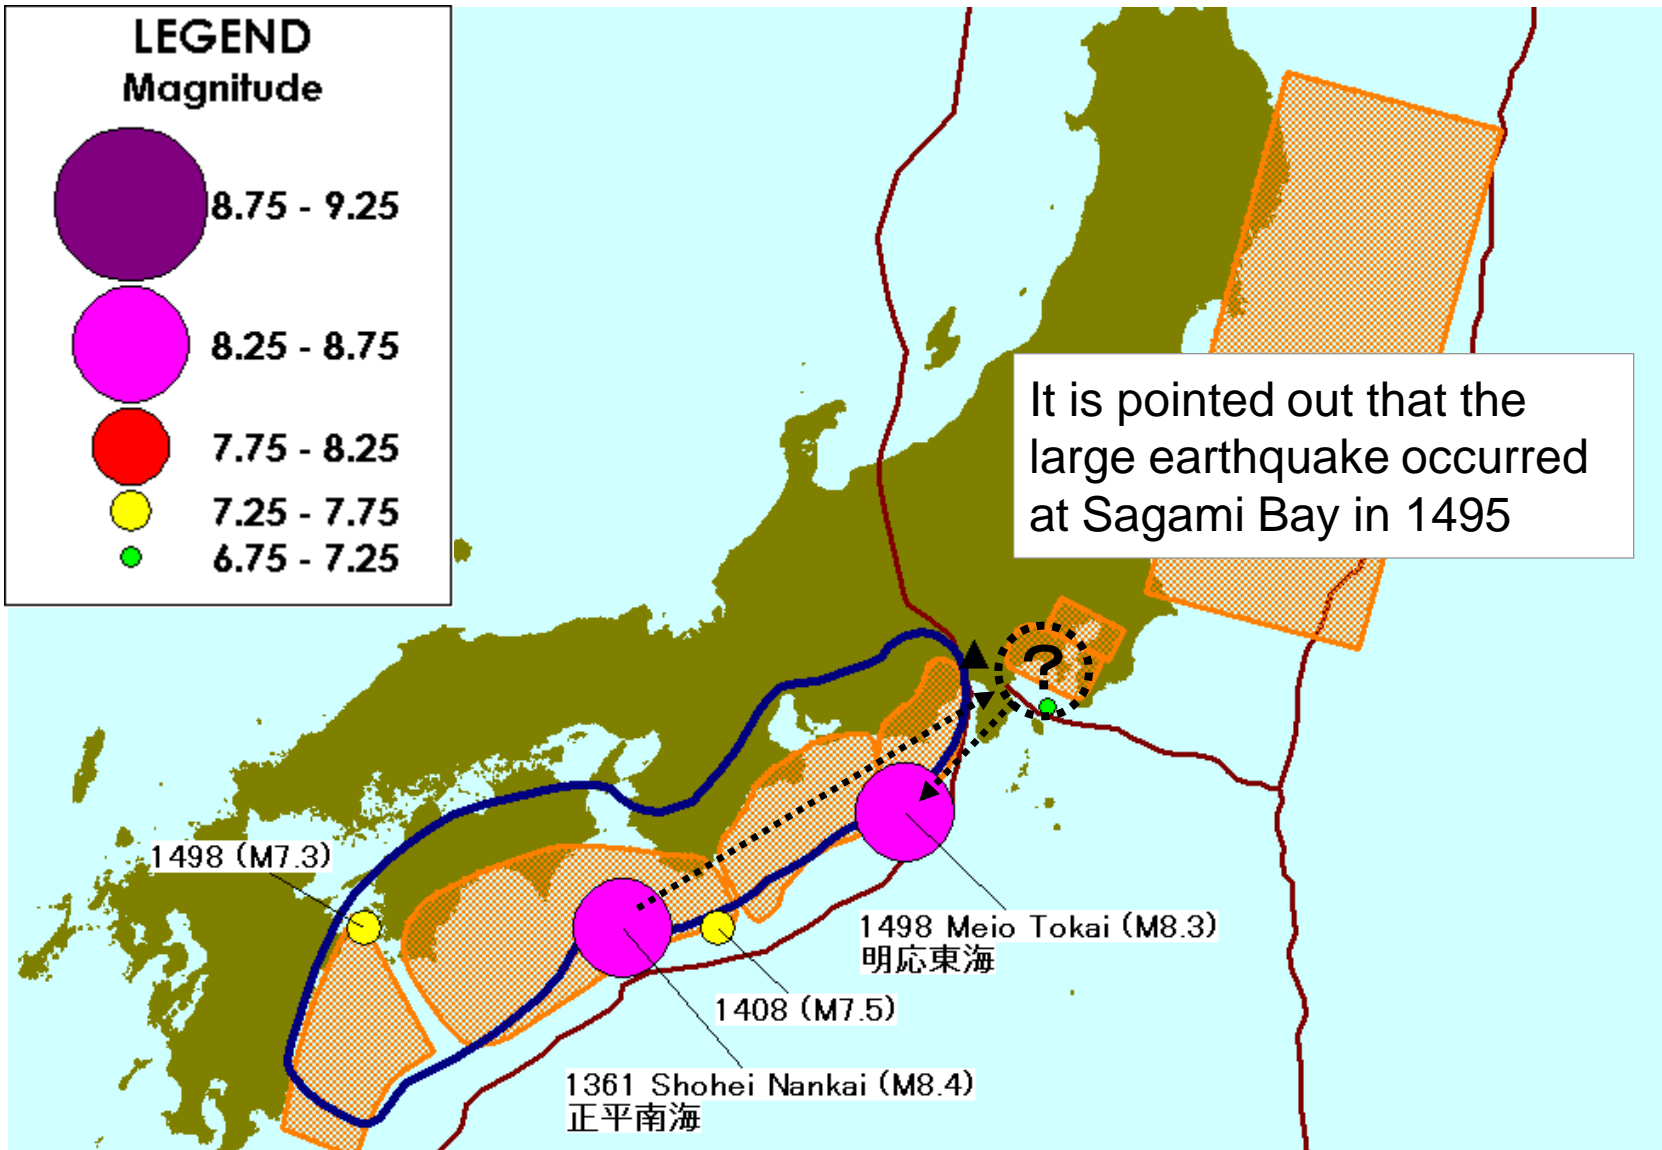 LEGEND
Magnitude
8.75 - 9.25
8.25 - 8.75
7.75 - 8.25
7.25 - 7.75
6.75 - 7.25
It is pointed out that the
large earthquake occurred
at Sagami Bay in 1495
?
1498 (M7.3)
1498 Meio Tokai (M8.3)
明応東海
1408 (M7.5)
1361 Shohei Nankai (M8.4)
正平南海